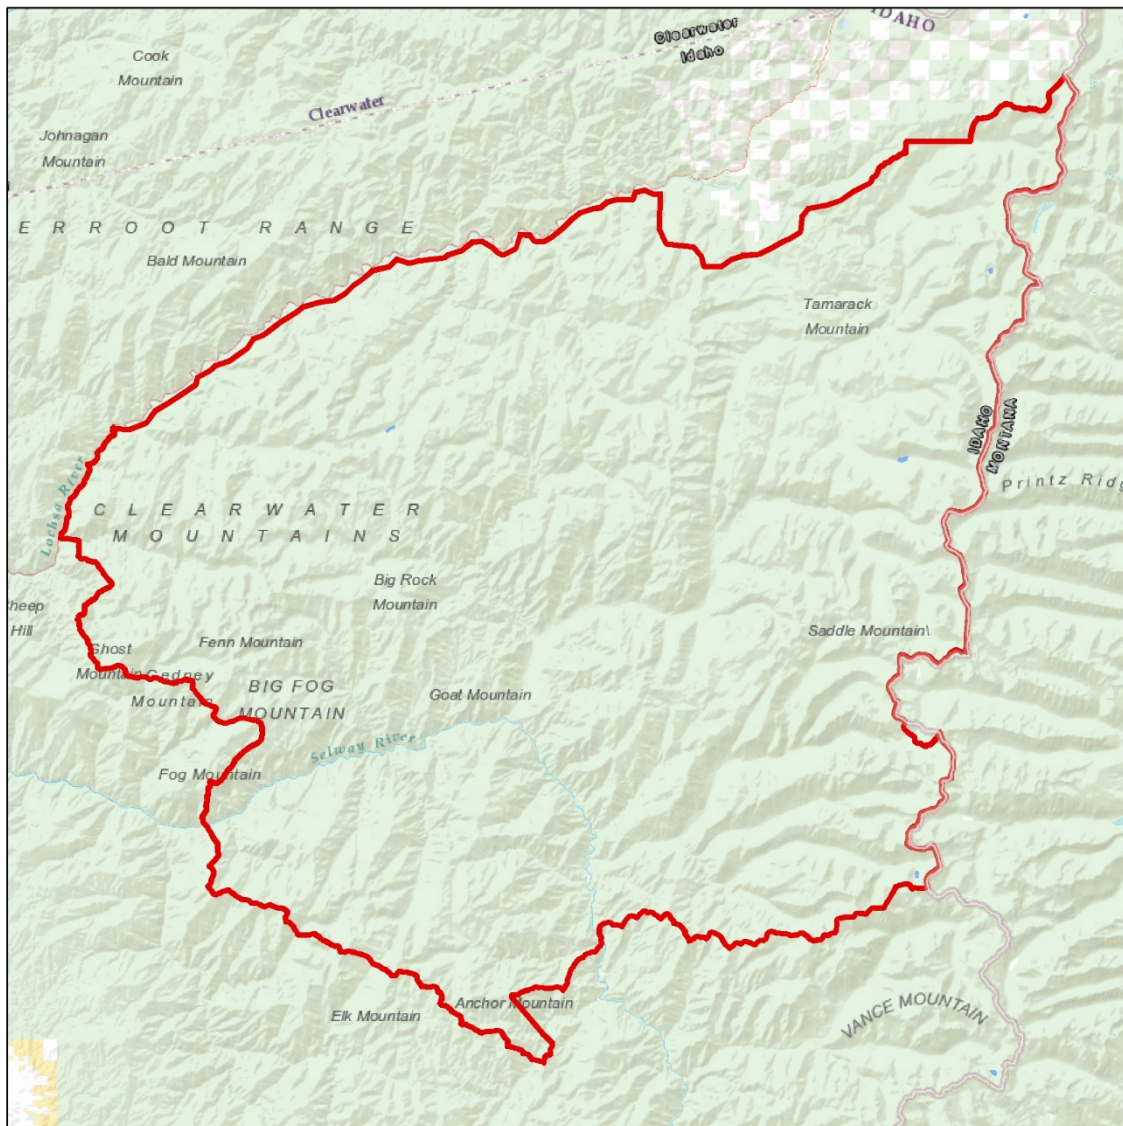 IDAHO
Clearwater
Idaho
Cook
Mountain
Clearwater
Johnagan
Mountain
ERROOT RANGE
Bald Mountain
Tamarack
Mountain
IDAHO
MONTANA
Printz Ridg
Lochsa River
CLEARWATER
MOUNTAINS
Big Rock
Mountain
heep
Hill
Saddle Mountain\
Fenn Mountain
Ghost
Mountain
Gedney
Mountain
BIG FOG
MOUNTAIN
Goat Mountain
Selway River
Fog Mountain
Anchor Mountain
Elk Mountain
VANCE MOUNTAIN